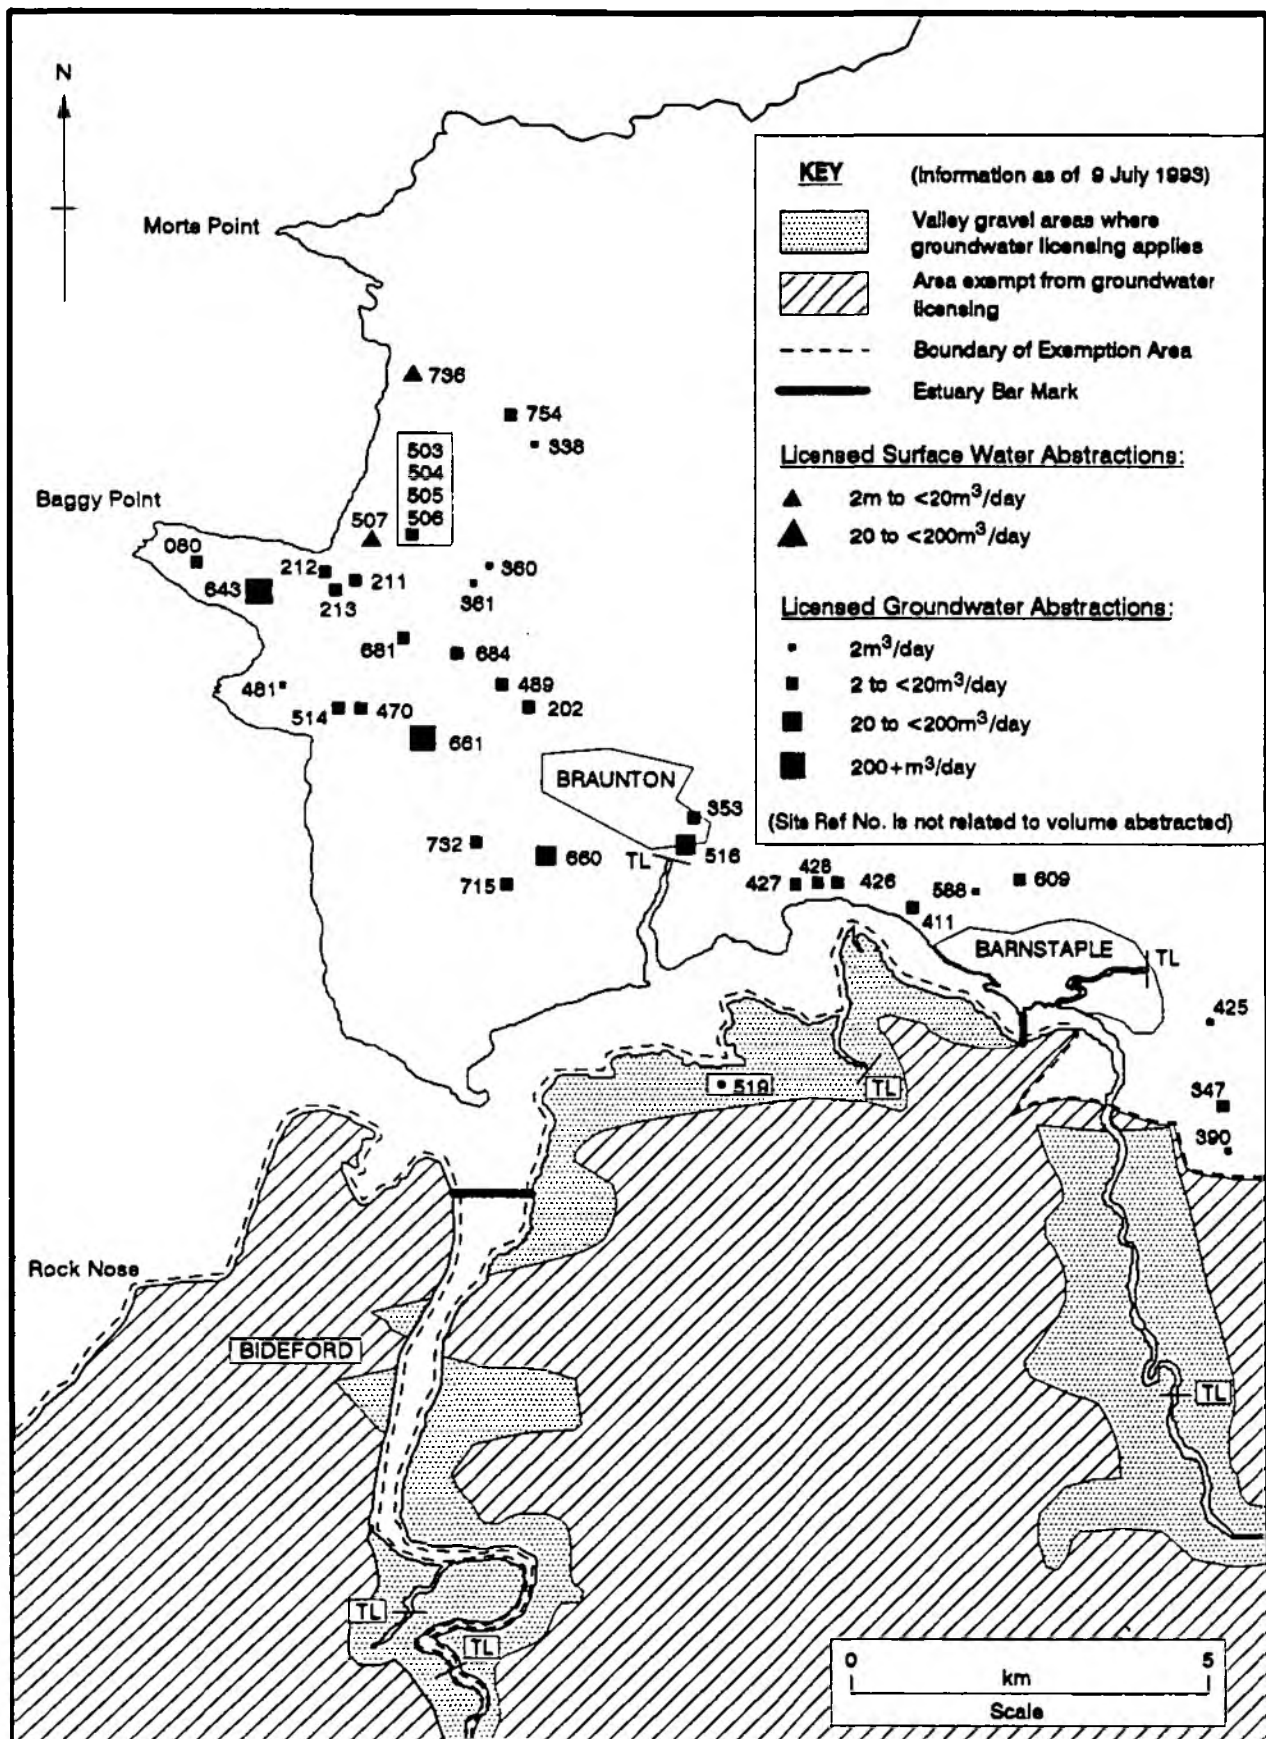 N
Morte Point
KEY (Information as of 9 July 1993)
Valley gravel areas where
groundwater licensing applies
Area exempt from groundwater
licensing
Boundary of Exemption Area
Estuary Bar Mark
Licensed Surface Water Abstractions:
2m to <20m³/day
20 to <200m³/day
Licensed Groundwater Abstractions:
2m³/day
2 to <20m³/day
20 to <200m³/day
200+m³/day
(Site Ref No. is not related to volume abstracted)
736
754
338
503
504
505
506
Baggy Point
507
080
212
211
360
643
213
361
681
684
481
489
514
470
202
661
BRAUNTON
353
732
660
TL
516
715
427
428
426
588
609
411
BARNSTAPLE
TL
425
519
TL
347
390
Rock Nose
BIDEFORD
TL
TL
TL
0 5
km
Scale